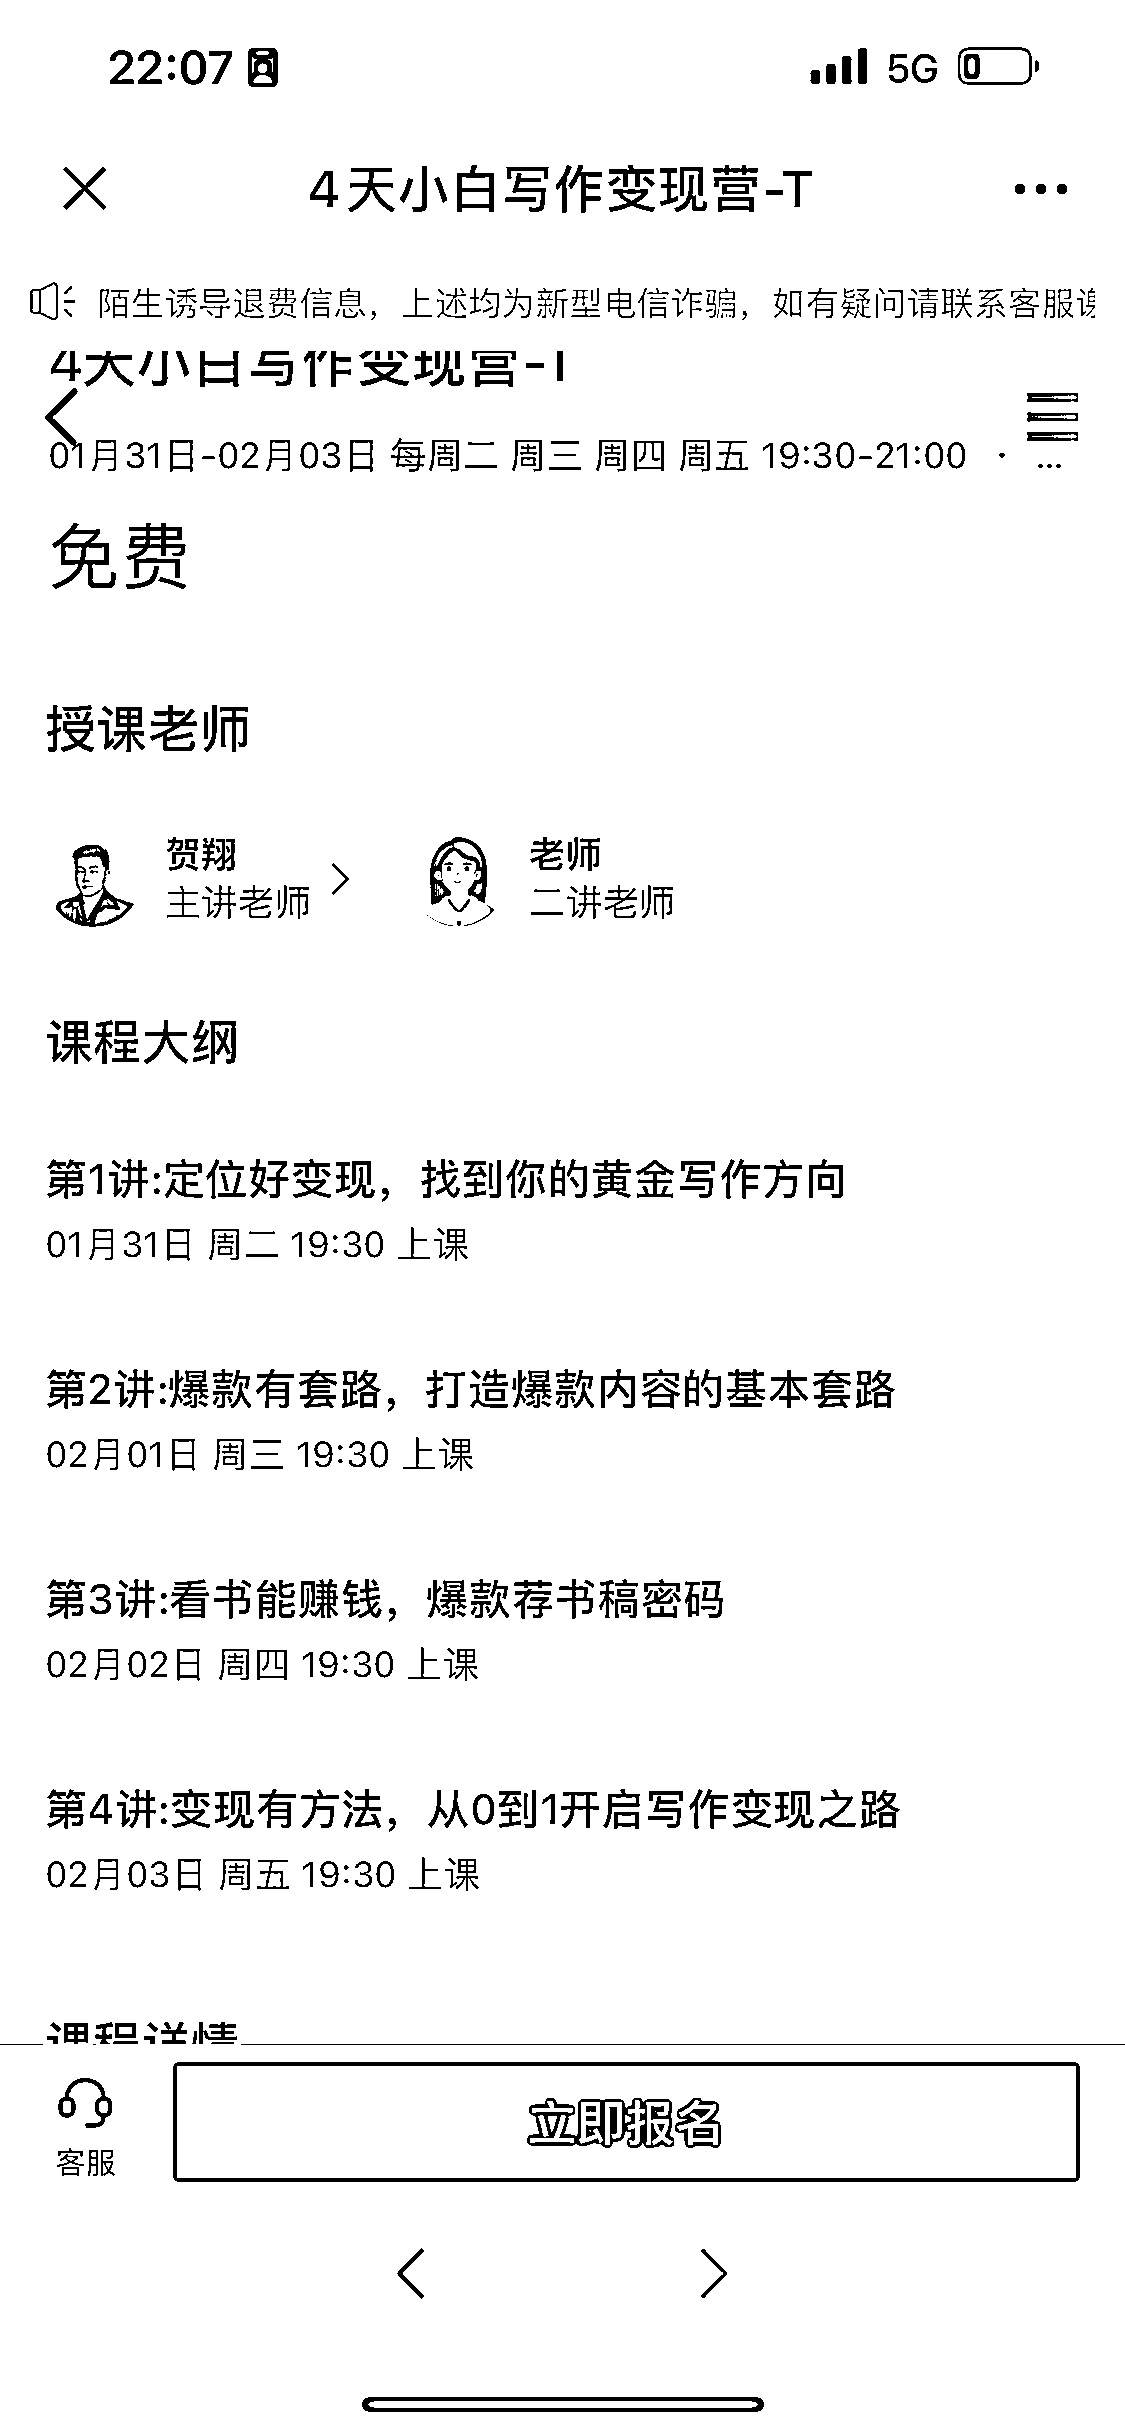 22:07
5G
4天小白写作变现营-T
陌生诱导退费信息，上述均为新型电信诈骗，如有疑问请联系客服
4天小白写作变现营-T
01月31日-02月03日 每周二 周三 周四 周五 19:30-21:00 · ...
免费
授课老师
贺翔
主讲老师
老师
二讲老师
课程大纲
第1讲:定位好变现，找到你的黄金写作方向
01月31日 周二 19:30 上课
第2讲:爆款有套路，打造爆款内容的基本套路
02月01日 周三 19:30 上课
第3讲:看书能赚钱，爆款荐书稿密码
02月02日 周四 19:30 上课
第4讲:变现有方法，从0到1开启写作变现之路
02月03日 周五 19:30 上课
课程详情
客服
立即报名